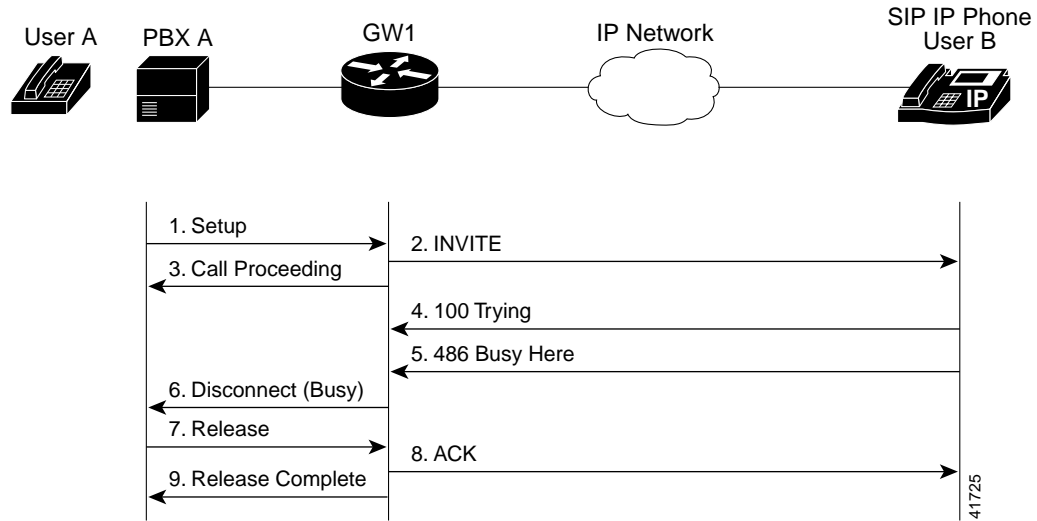 User A
PBX A
GW1
IP Network
SIP IP Phone
User B
IP
1. Setup
2. INVITE
3. Call Proceeding
4. 100 Trying
5. 486 Busy Here
6. Disconnect (Busy)
7. Release
8. ACK
9. Release Complete
41725